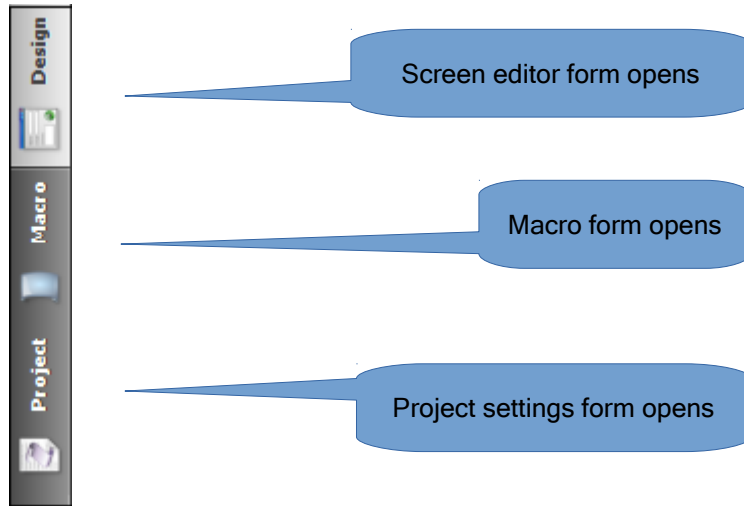 Design
Screen editor form opens
Macro
Macro form opens
Project
Project settings form opens